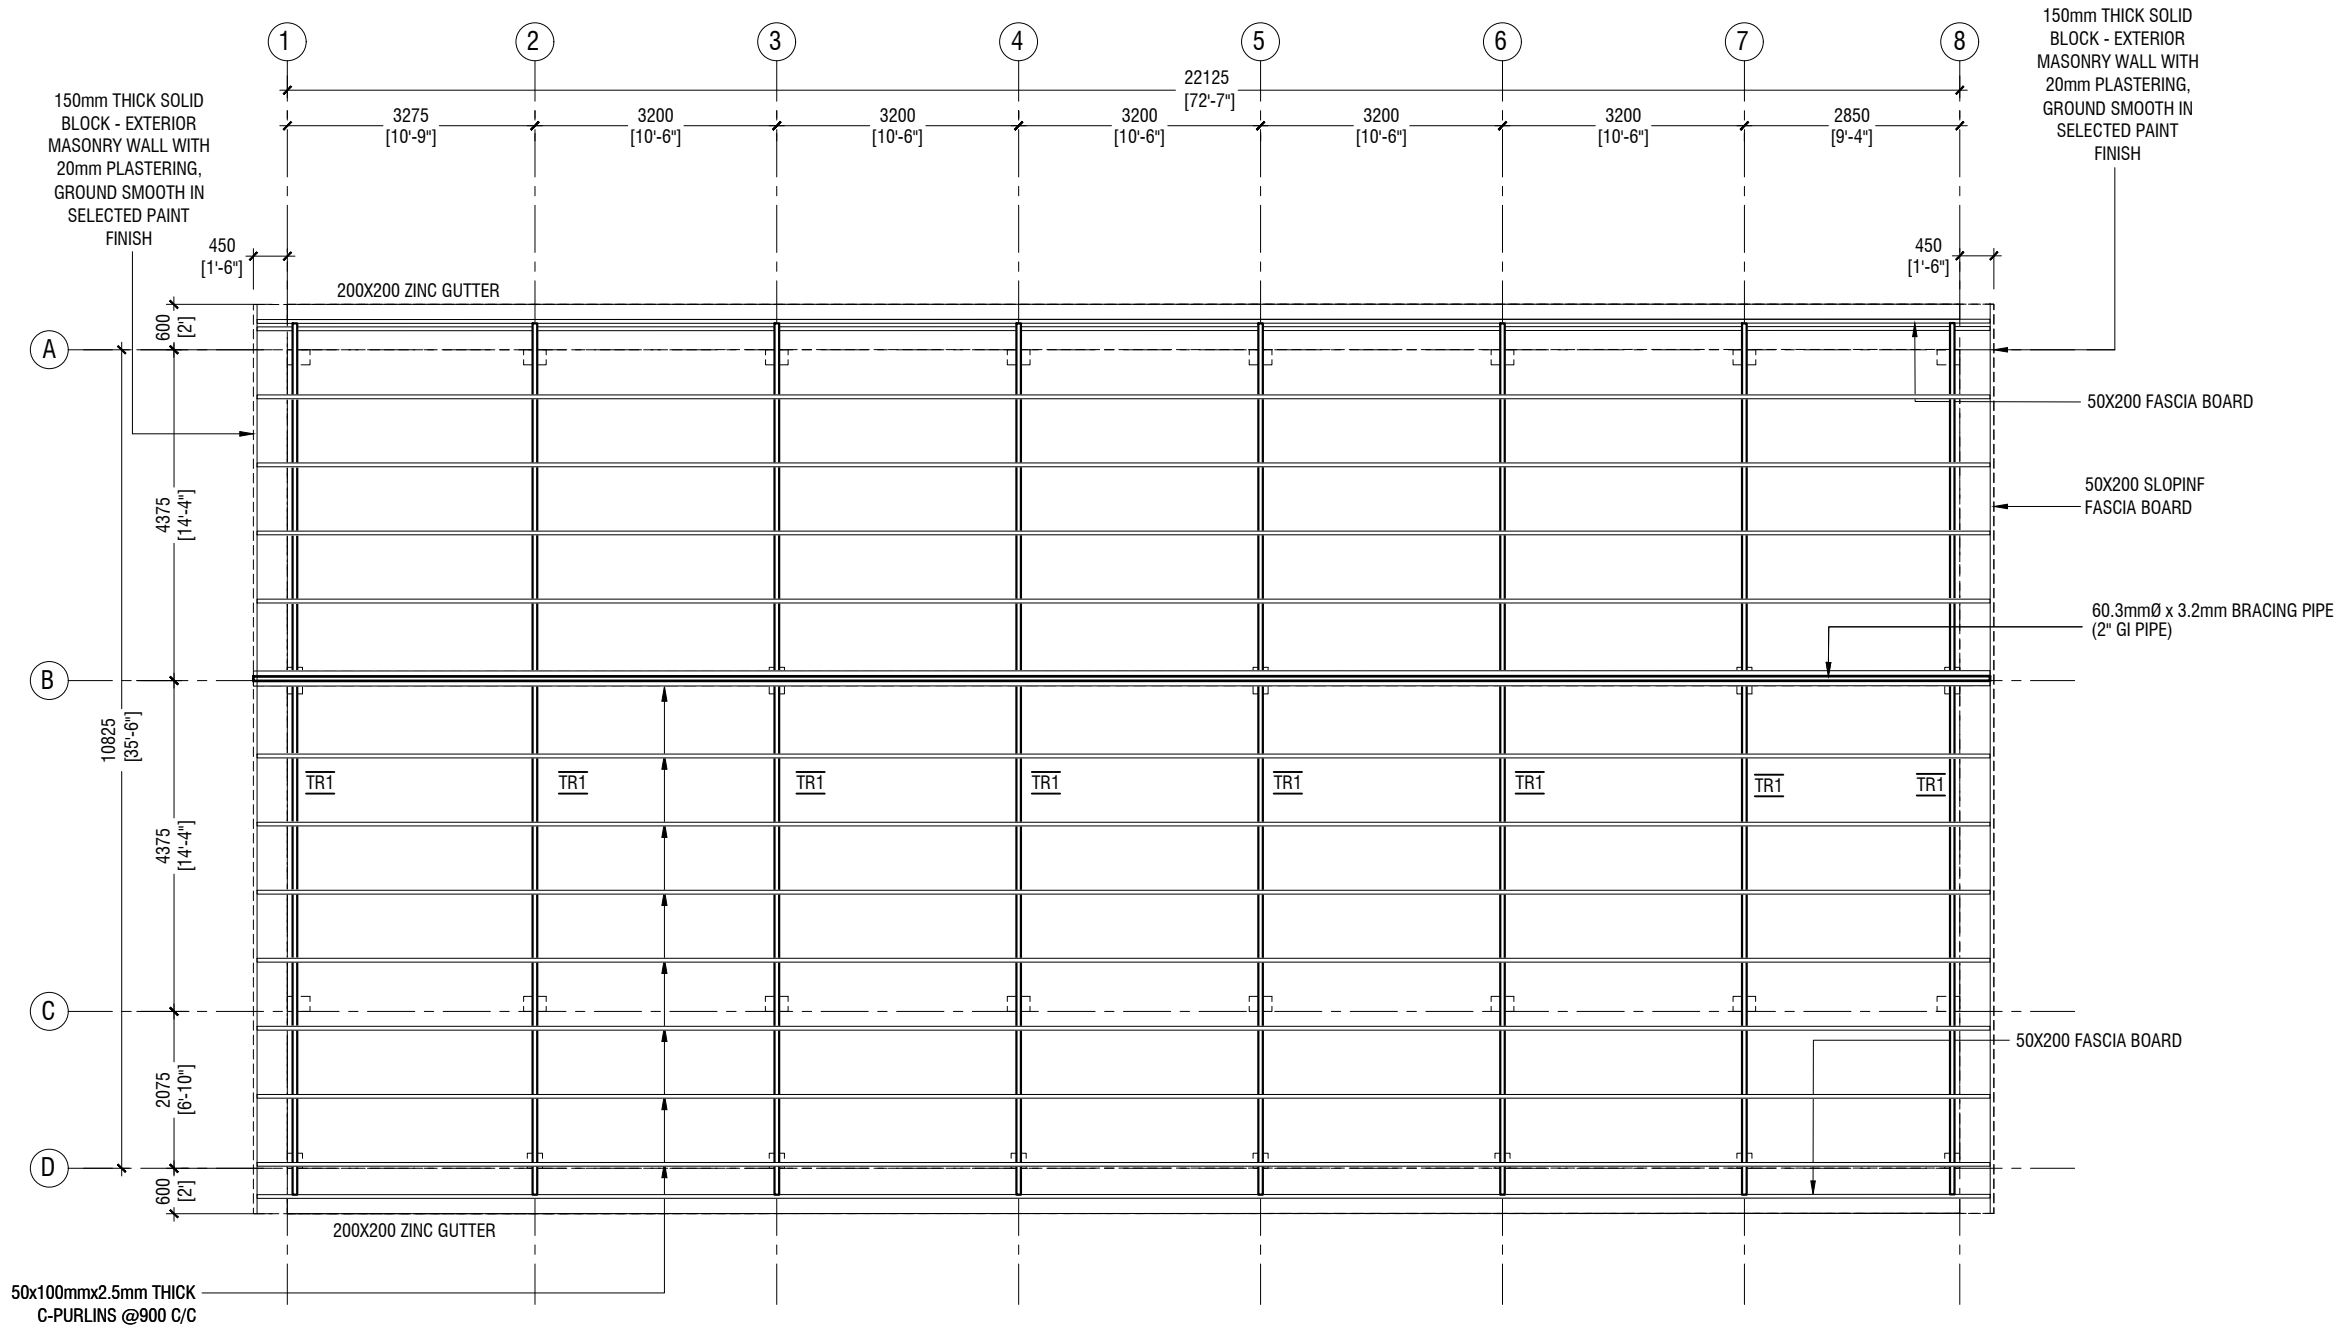 1
2
3
4
5
6
7
8
150mm THICK SOLID
BLOCK - EXTERIOR
MASONRY WALL WITH
20mm PLASTERING,
GROUND SMOOTH IN
SELECTED PAINT
FINISH
22125
[72'-7"]
150mm THICK SOLID
BLOCK - EXTERIOR
MASONRY WALL WITH
20mm PLASTERING,
GROUND SMOOTH IN
SELECTED PAINT
FINISH
3275
[10'-9"]
3200
[10'-6"]
3200
[10'-6"]
3200
[10'-6"]
3200
[10'-6"]
3200
[10'-6"]
2850
[9'-4"]
450
[1'-6"]
450
[1'-6"]
200X200 ZINC GUTTER
600
[2']
A
50X200 FASCIA BOARD
4375
[14'-4"]
50X200 SLOPINF
FASCIA BOARD
60.3mmØ x 3.2mm BRACING PIPE
(2" GI PIPE)
B
10825
[35'-6"]
TR1
TR1
TR1
TR1
TR1
TR1
TR1
TR1
4375
[14'-4"]
C
50X200 FASCIA BOARD
2075
[6'-10"]
D
600
[2']
200X200 ZINC GUTTER
50x100mmx2.5mm THICK
C-PURLINS @900 C/C